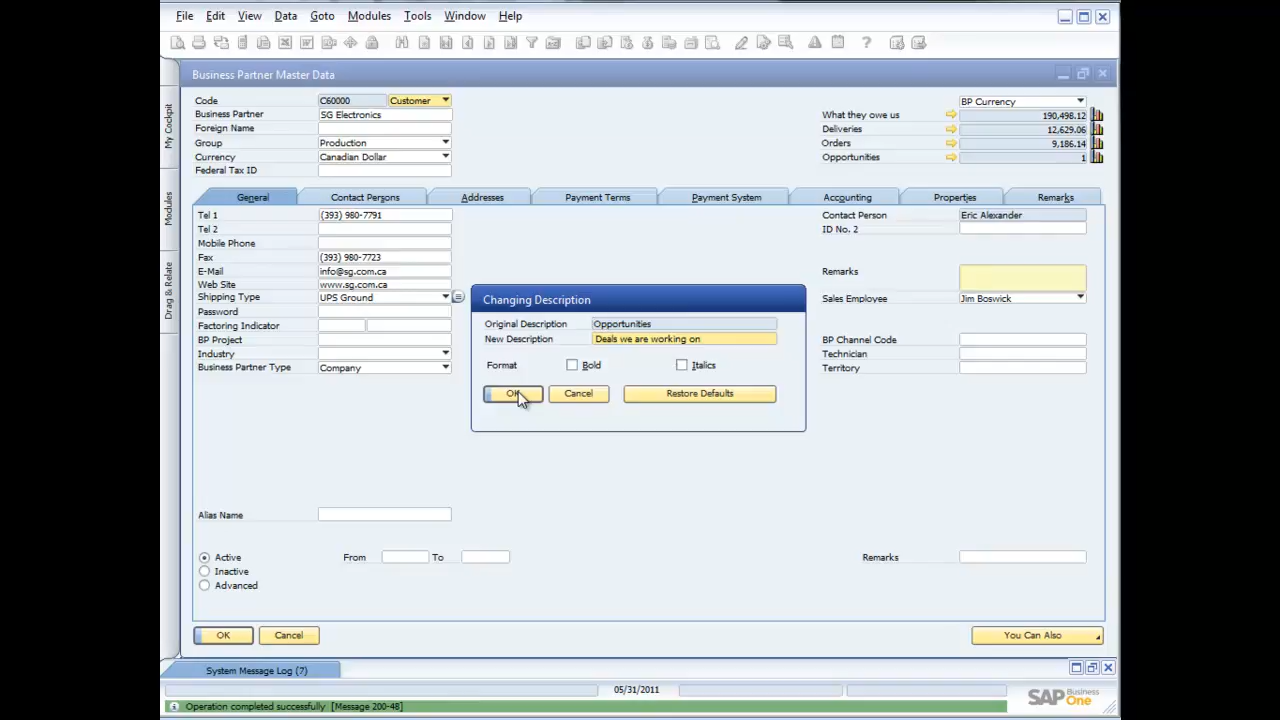 File Edit View Data Goto Modules Tools Window Help
Business Partner Master Data
My Cockpit
Modules
Drag & Relate
Code C60000 Customer
Business Partner SG Electronics
Foreign Name
Group Production
Currency Canadian Dollar
Federal Tax ID
BP Currency
What they owe us 190,498.12
Deliveries 12,629.06
Orders 9,186.14
Opportunities 1
General Contact Persons Addresses Payment Terms Payment System Accounting Properties Remarks
Tel 1 (393) 980-7791
Tel 2
Mobile Phone
Fax (393) 980-7723
E-Mail info@sg.com.ca
Web Site www.sg.com.ca
Shipping Type UPS Ground
Password
Factoring Indicator
BP Project
Industry
Business Partner Type Company
Contact Person Eric Alexander
ID No. 2
Remarks
Sales Employee Jim Boswick
BP Channel Code
Technician
Territory
Changing Description
Original Description Opportunities
New Description Deals we are working on
Format Bold Italics
OK Cancel Restore Defaults
Alias Name
Active From To Remarks
Inactive
Advanced
OK Cancel You Can Also
System Message Log (7)
05/31/2011
SAP Business One
Operation completed successfully [Message 200-48]